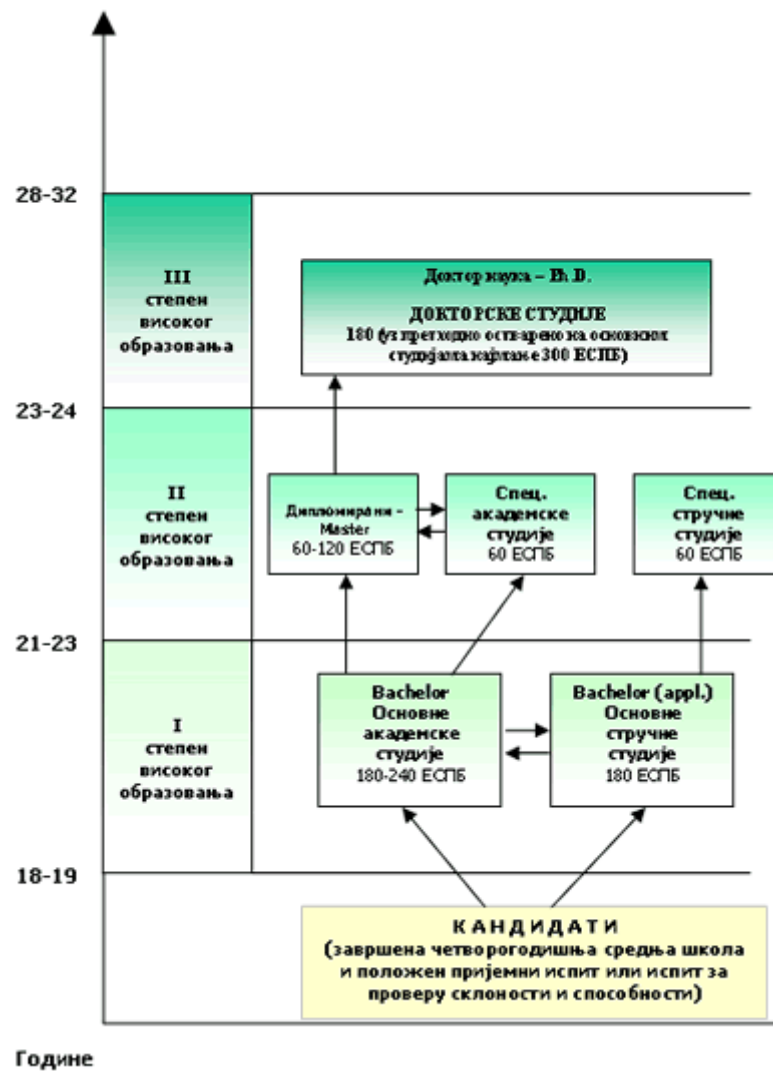 28-32
III
степен
високог
образовања
Доктор наука – Ph.D.
ДОКТОРСКЕ СТУДИЈЕ
180 (уз претходно остварено на основним
студијама најмање 300 ЕСПБ)
23-24
II
степен
високог
образовања
Дипломирани -
Master
60-120 ЕСПБ
Спец.
академске
студије
60 ЕСПБ
Спец.
стручне
студије
60 ЕСПБ
21-23
I
степен
високог
образовања
Bachelor
Основне
академске
студије
180-240 ЕСПБ
Bachelor (appl.)
Основне
стручне
студије
180 ЕСПБ
18-19
К А Н Д И Д А Т И
(завршена четворогодишња средња школа
и положен пријемни испит или испит за
проверу склоности и способности)
Године